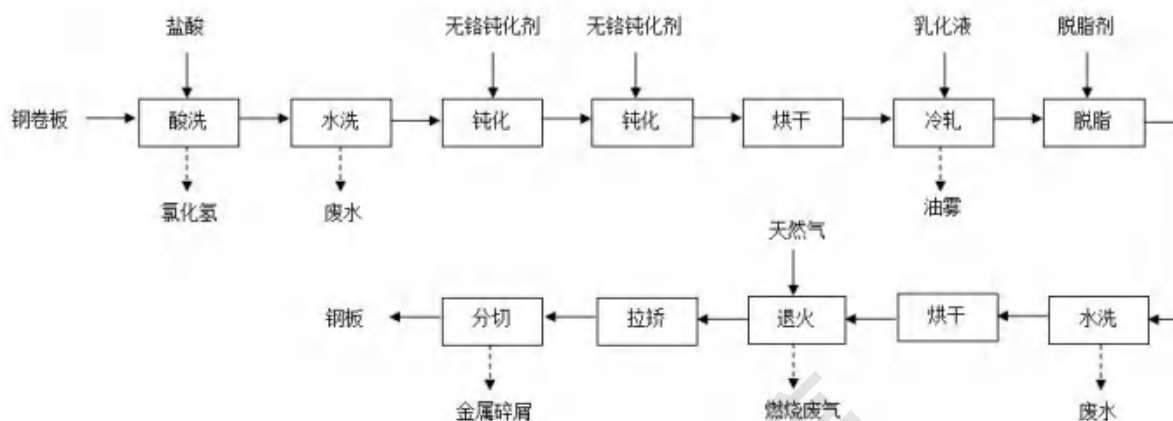 盐酸
无铬钝化剂
无铬钝化剂
乳化液
脱脂剂
钢卷板
酸洗
水洗
钝化
钝化
烘干
冷轧
脱脂
氯化氢
废水
油雾
天然气
钢板
分切
拉矫
退火
烘干
水洗
金属碎屑
燃烧废气
废水